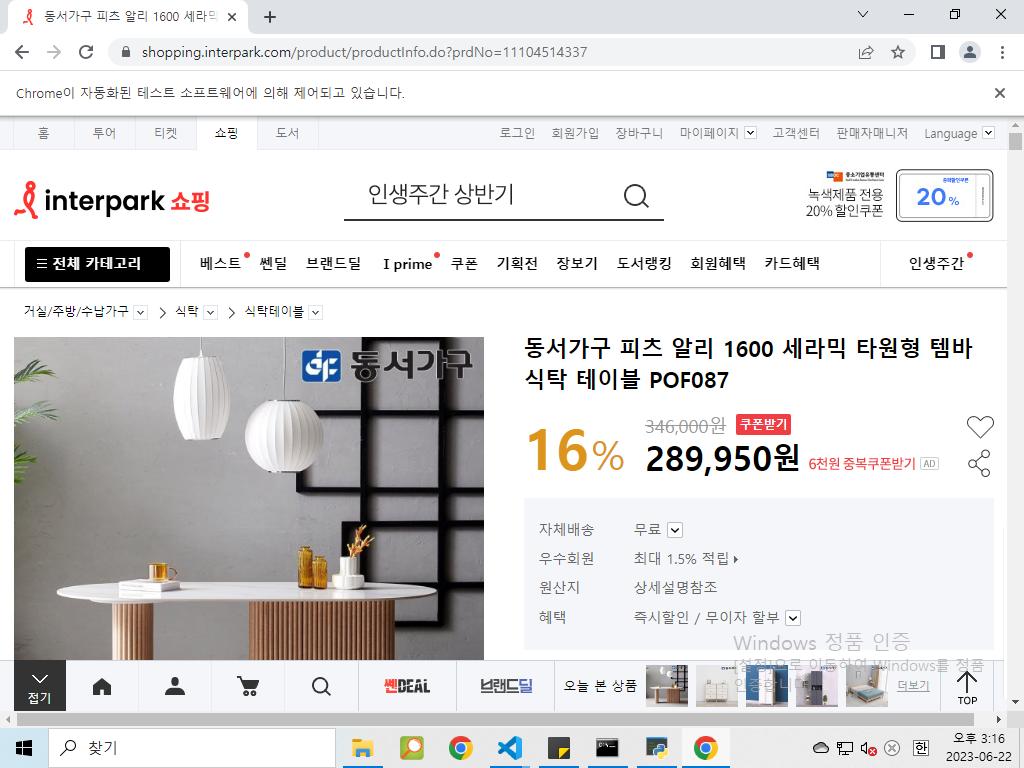 동서가구 피츠 알리 1600 세라믹
shopping.interpark.com/product/productInfo.do?prdNo=11104514337
Chrome이 자동화된 테스트 소프트웨어에 의해 제어되고 있습니다.
홈 투어 티켓 쇼핑 도서 로그인 회원가입 장바구니 마이페이지 고객센터 판매자매니저 Language
interpark 쇼핑
인생주간 상반기
중소기업유통센터
녹색제품 전용
20% 할인쿠폰
중복할인쿠폰
20%
전체 카테고리 베스트 쎈딜 브랜드딜 I prime 쿠폰 기획전 장보기 도서랭킹 회원혜택 카드혜택 인생주간
거실/주방/수납가구 식탁 식탁테이블
동서가구
동서가구 피츠 알리 1600 세라믹 타원형 템바
식탁 테이블 POF087
16%
346,000원 쿠폰받기
289,950원 6천원 중복쿠폰받기 AD
자체배송 무료
우수회원 최대 1.5% 적립
원산지 상세설명참조
혜택 즉시할인 / 무이자 할부
Windows 정품 인증
[설정]으로 이동하여 Windows를 정품
인증합니다.
접기
쎈DEAL
브랜드딜
오늘 본 상품
더보기
TOP
찾기
한
오후 3:16
2023-06-22